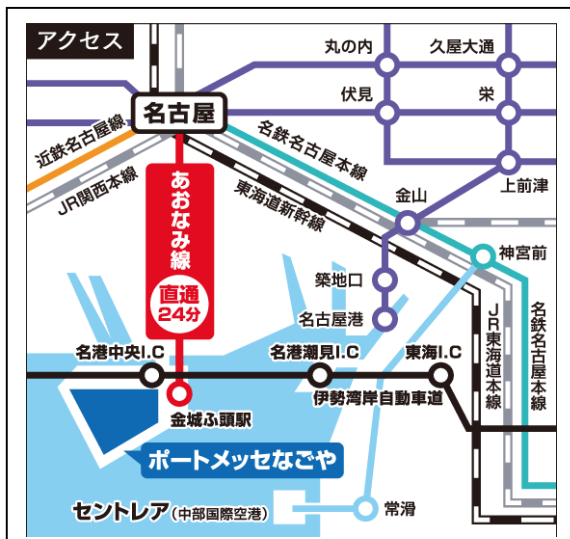 アクセス
丸の内
久屋大通
伏見
栄
名古屋
近鉄名古屋線
JR関西本線
名鉄名古屋本線
東海道新幹線
上前津
金山
神宮前
あおなみ線
直通
24分
築地口
名古屋港
JR東海道本線
名鉄名古屋本線
名港中央I.C
名港潮見I.C
東海I.C
伊勢湾岸自動車道
金城ふ頭駅
ポートメッセなごや
セントレア(中部国際空港)
常滑